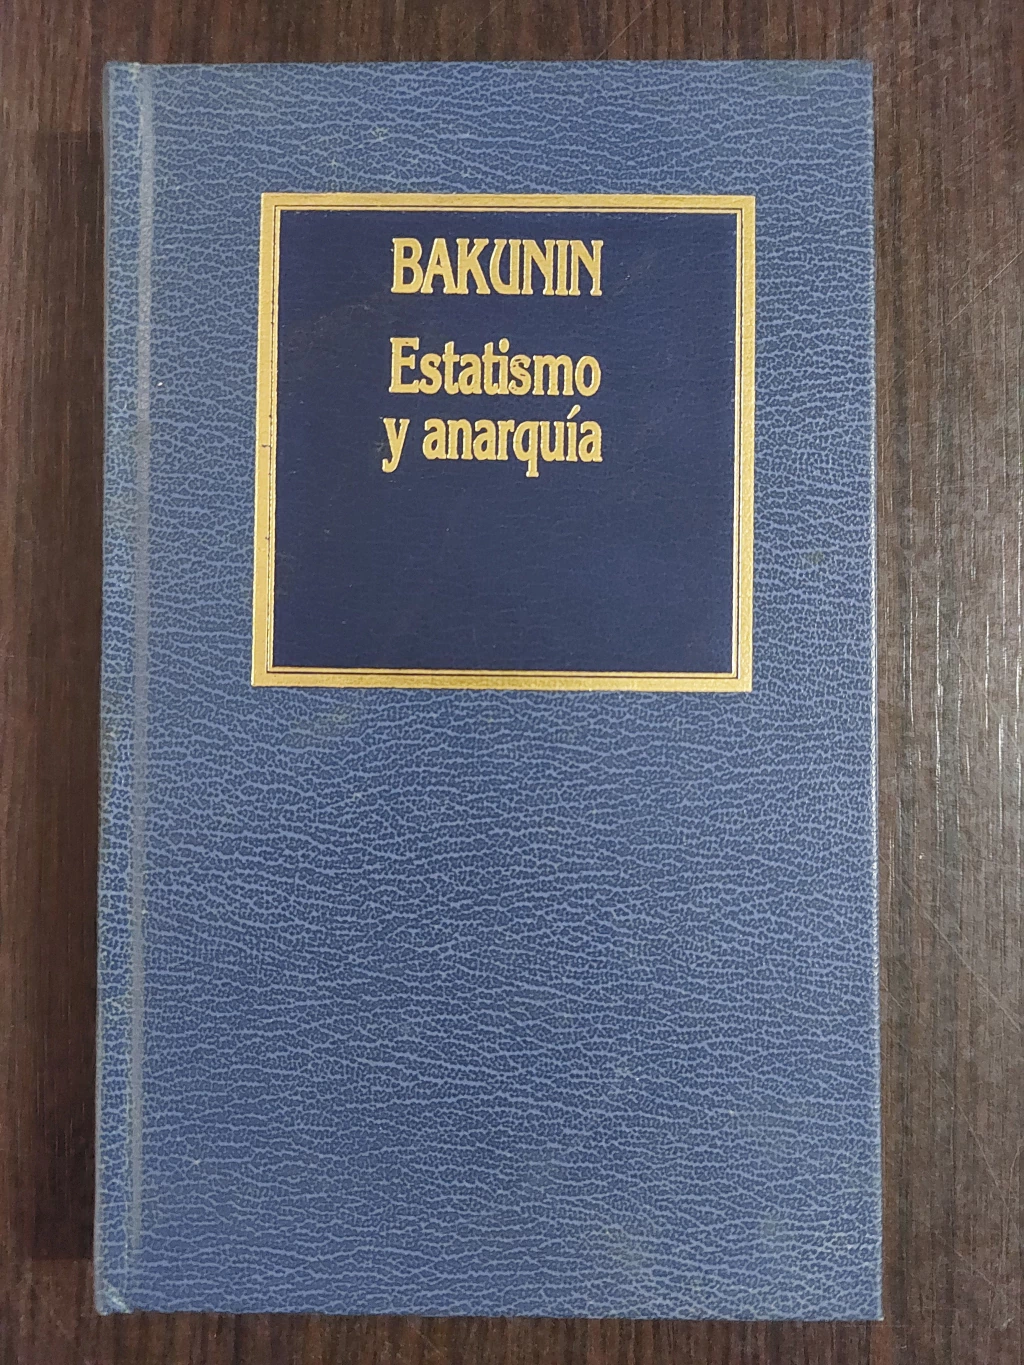 BAKUNIN
Estatismo
y anarquía